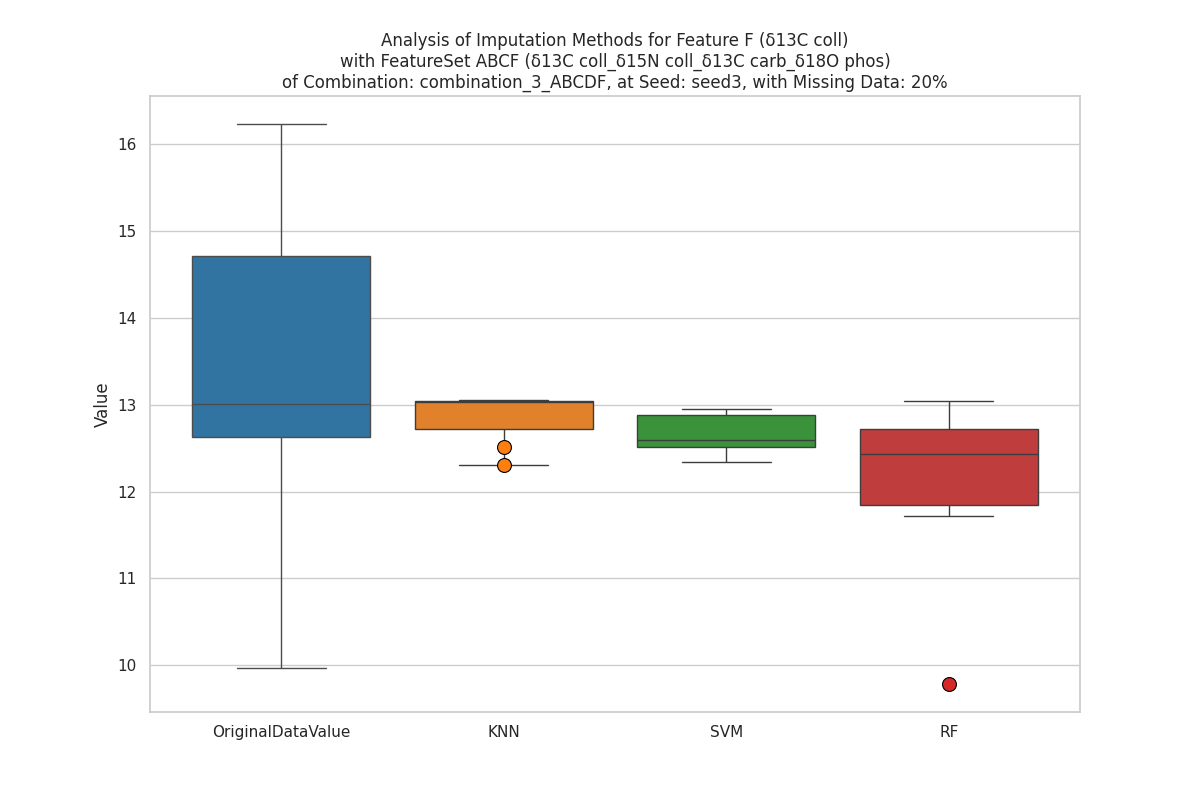 Analysis of Imputation Methods for Feature F (δ13C coll)
with FeatureSet ABCF (δ13C coll_δ15N coll_δ13C carb_δ18O phos)
of Combination: combination_3_ABCDF, at Seed: seed3, with Missing Data: 20%
16
15
14
13
12
11
10
Value
OriginalDataValue
KNN
SVM
RF